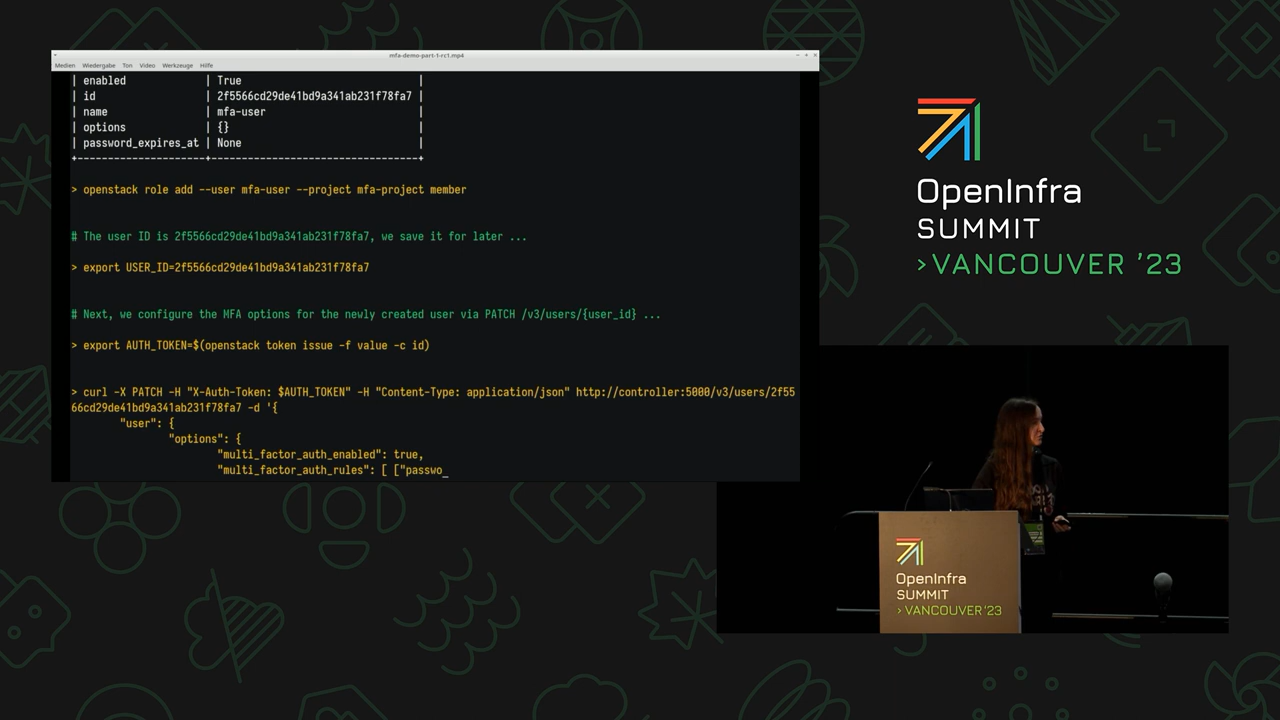 mfa-demo-part-1-rc1.mp4
Medien Wiedergabe Ton Video Werkzeuge Hilfe
| enabled | True |
| id | 2f5566cd29de41bd9a341ab231f78fa7 |
| name | mfa-user |
| options | {} |
| password_expires_at | None |
+---------------------+----------------------------------+
> openstack role add --user mfa-user --project mfa-project member
# The user ID is 2f5566cd29de41bd9a341ab231f78fa7, we save it for later ...
> export USER_ID=2f5566cd29de41bd9a341ab231f78fa7
# Next, we configure the MFA options for the newly created user via PATCH /v3/users/{user_id} ...
> export AUTH_TOKEN=$(openstack token issue -f value -c id)
> curl -X PATCH -H "X-Auth-Token: $AUTH_TOKEN" -H "Content-Type: application/json" http://controller:5000/v3/users/2f55
66cd29de41bd9a341ab231f78fa7 -d '{
"user": {
"options": {
"multi_factor_auth_enabled": true,
"multi_factor_auth_rules": [ ["passwo_
OpenInfra
SUMMIT
>VANCOUVER '23
OpenInfra
SUMMIT
>VANCOUVER '23